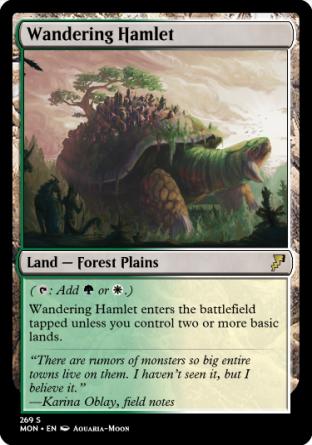 Wandering Hamlet
Land — Forest Plains
(: Add or .)
Wandering Hamlet enters the battlefield
tapped unless you control two or more basic
lands.
“There are rumors of monsters so big entire
towns live on them. I haven’t seen it, but I
believe it.”
—Karina Oblay, field notes
269 S
MON • EN Aquaria-Moon